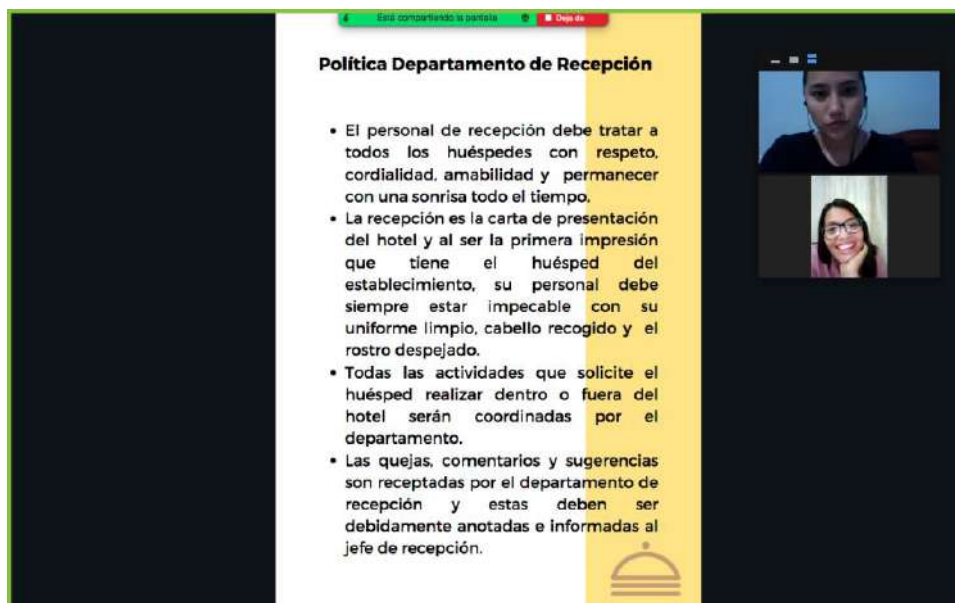 Está compartiendo la pantalla
Deja de
Política Departamento de Recepción
• El personal de recepción debe tratar a
todos los huéspedes con respeto,
cordialidad, amabilidad y permanecer
con una sonrisa todo el tiempo.
• La recepción es la carta de presentación
del hotel y al ser la primera impresión
que tiene el huésped del
establecimiento, su personal debe
siempre estar impecable con su
uniforme limpio, cabello recogido y el
rostro despejado.
• Todas las actividades que solicite el
huésped realizar dentro o fuera del
hotel serán coordinadas por el
departamento.
• Las quejas, comentarios y sugerencias
son receptadas por el departamento de
recepción y estas deben ser
debidamente anotadas e informadas al
jefe de recepción.